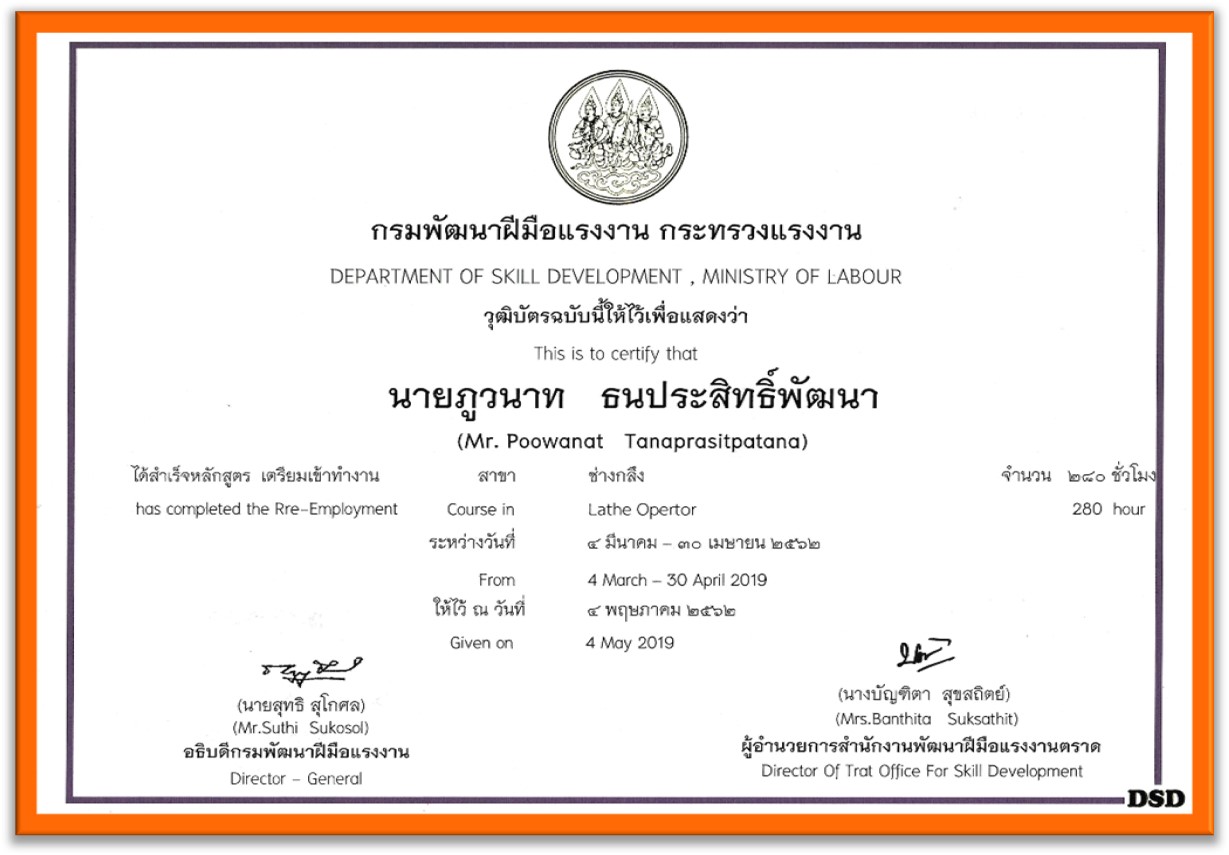 กรมพัฒนาฝีมือแรงงาน กระทรวงแรงงาน
DEPARTMENT OF SKILL DEVELOPMENT , MINISTRY OF LABOUR
วุฒิบัตรฉบับนี้ให้ไว้เพื่อแสดงว่า
This is to certify that
นายภูวนาท ธนประสิทธิ์พัฒนา
(Mr. Poowanat Tanaprasitpatana)
ได้สำเร็จหลักสูตร เตรียมเข้าทำงาน สาขา ช่างกลึง จำนวน ๒๘๐ ชั่วโมง
has completed the Rre-Employment Course in Lathe Opertor 280 hour
ระหว่างวันที่ ๔ มีนาคม – ๓๐ เมษายน ๒๕๖๒
From 4 March – 30 April 2019
ให้ไว้ ณ วันที่ ๔ พฤษภาคม ๒๕๖๒
Given on 4 May 2019
(นายสุทธิ สุโกศล)
(Mr.Suthi Sukosol)
อธิบดีกรมพัฒนาฝีมือแรงงาน
Director – General
(นางบัญฑิตา สุขสถิตย์)
(Mrs.Banthita Suksathit)
ผู้อำนวยการสำนักงานพัฒนาฝีมือแรงงานตราด
Director Of Trat Office For Skill Development
DSD